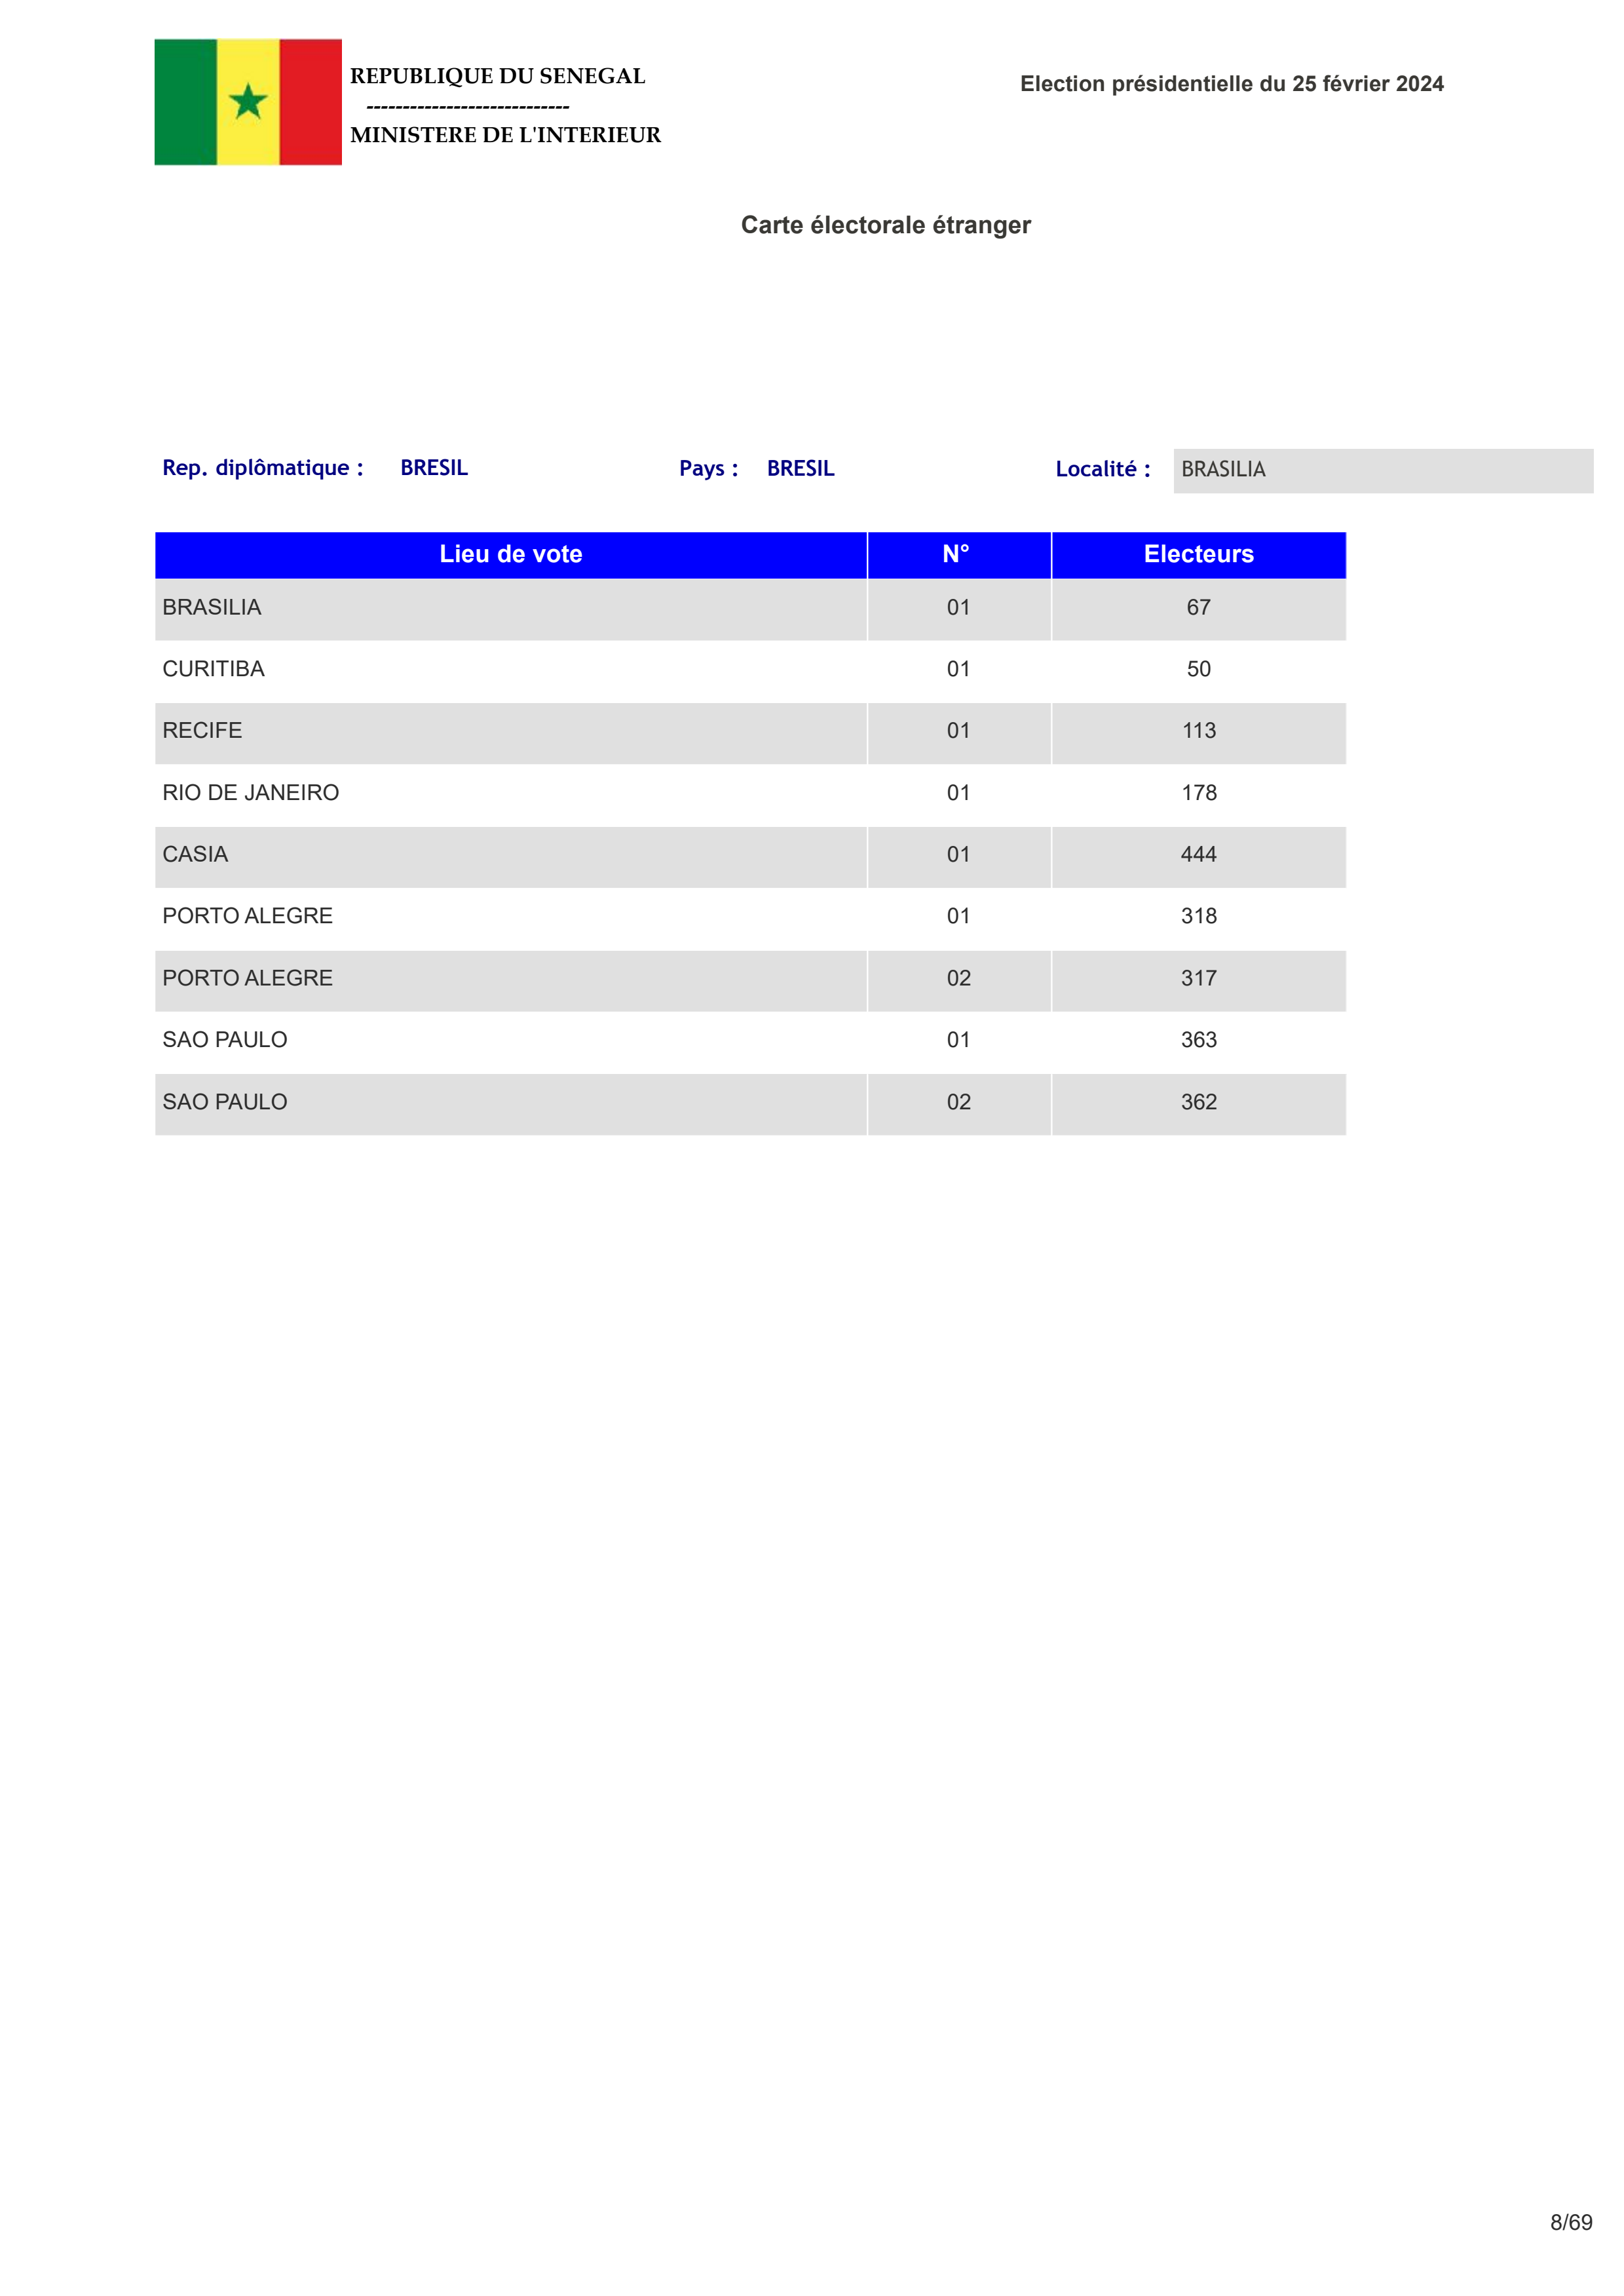 REPUBLIQUE DU SENEGAL
----------------------------
MINISTERE DE L'INTERIEUR
Election présidentielle du 25 février 2024
Carte électorale étranger
Rep. diplômatique : BRESIL Pays : BRESIL Localité : BRASILIA
Lieu de vote N° Electeurs
BRASILIA 01 67
CURITIBA 01 50
RECIFE 01 113
RIO DE JANEIRO 01 178
CASIA 01 444
PORTO ALEGRE 01 318
PORTO ALEGRE 02 317
SAO PAULO 01 363
SAO PAULO 02 362
8/69